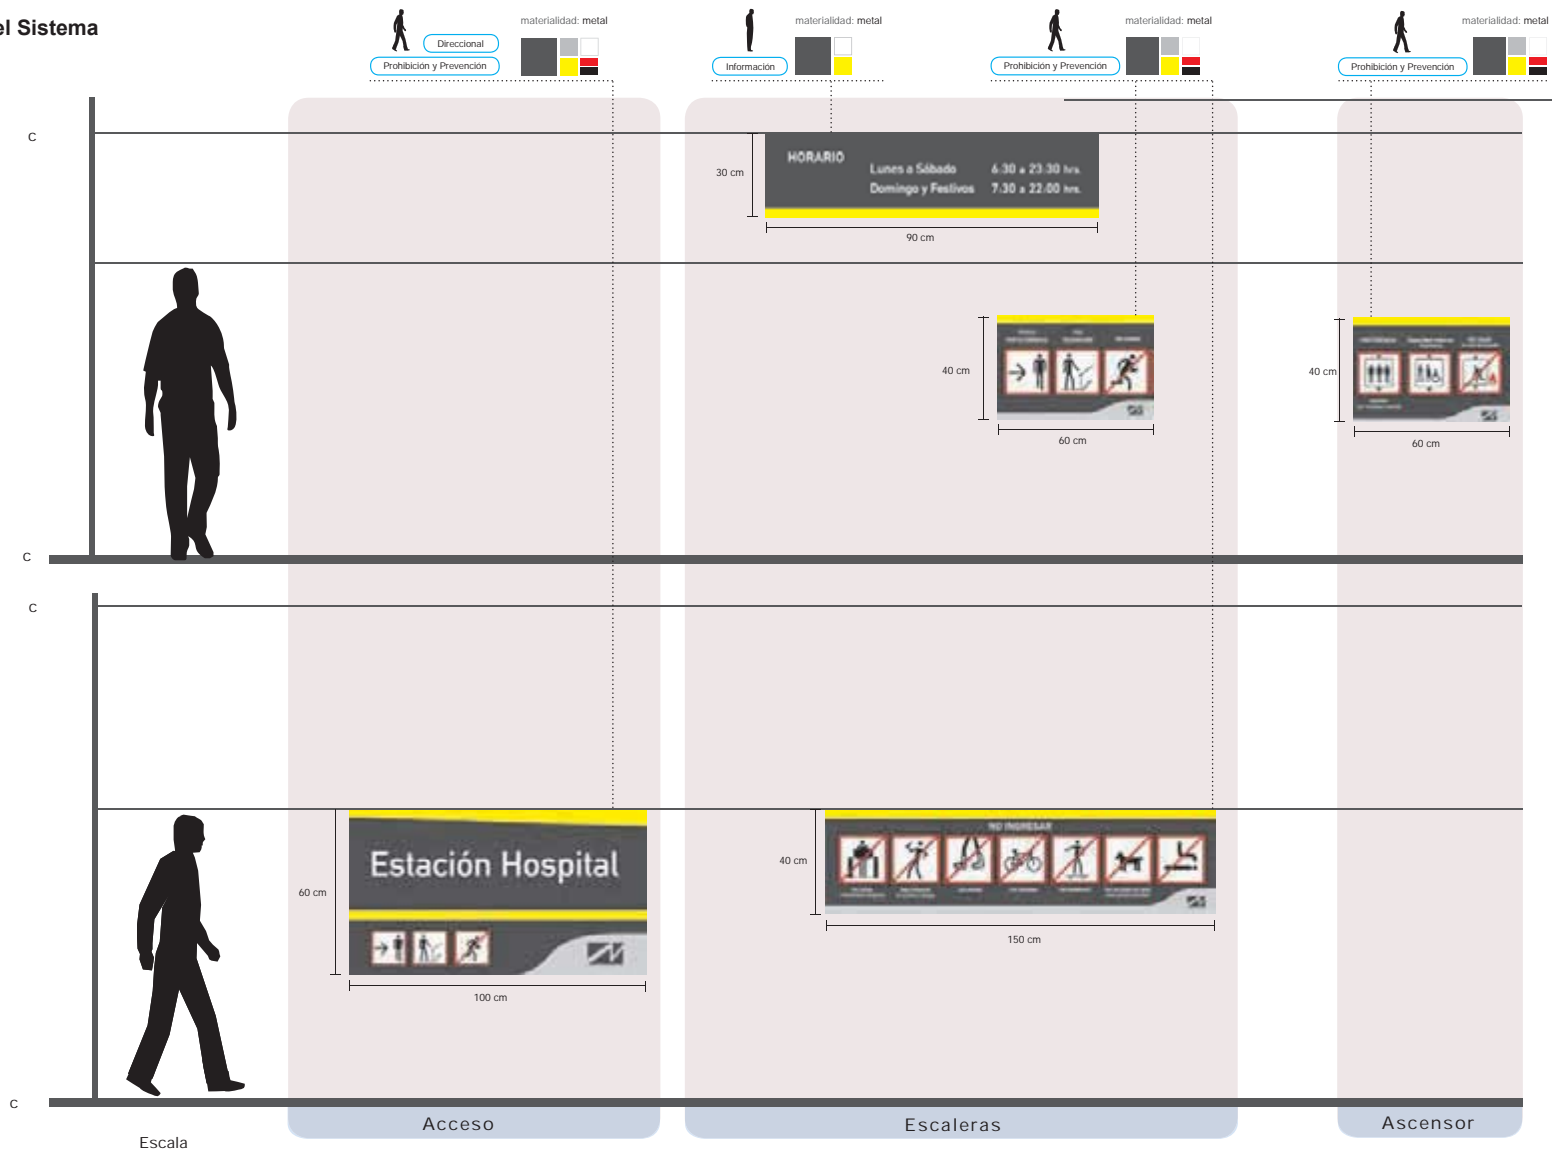 el Sistema
materialidad: metal
Direccional
Prohibición y Prevención
materialidad: metal
Información
materialidad: metal
Prohibición y Prevención
materialidad: metal
Prohibición y Prevención
C
HORARIO
Lunes a Sábado 6:30 a 23:30 hrs.
Domingo y Festivos 7:30 a 22:00 hrs.
30 cm
90 cm
40 cm
60 cm
40 cm
60 cm
C
C
NO INGRESAR
Estación Hospital
60 cm
100 cm
40 cm
150 cm
C
Acceso
Escaleras
Ascensor
Escala